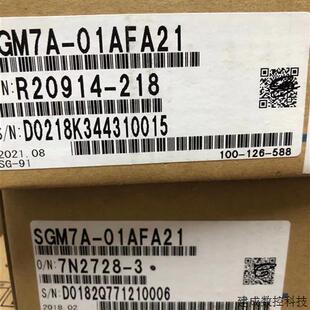 SGM7A-01AFA21
N:R20914-218
S/N:D0218K344310015
2021.08
SG-91
100-126-588
SGM7A-01AFA21
O/N:7N2728-3
S/N:D0182Q771210006
2018.02
建成数控科技